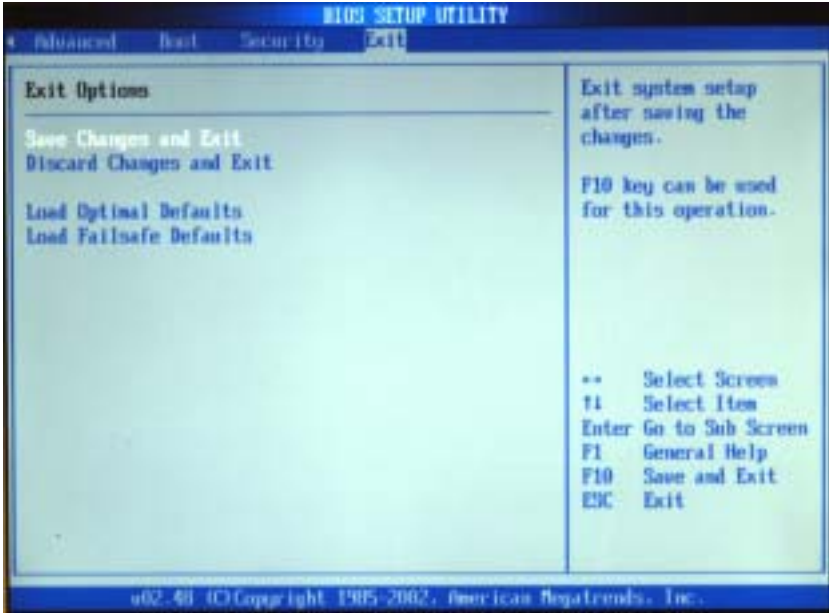 BIOS SETUP UTILITY
Advanced Boot Security Exit
Exit Options
Save Changes and Exit
Discard Changes and Exit
Load Optimal Defaults
Load Failsafe Defaults
Exit system setup
after saving the
changes.
F10 key can be used
for this operation.
↔ Select Screen
↑↓ Select Item
Enter Go to Sub Screen
F1 General Help
F10 Save and Exit
ESC Exit
v02.48 (C)Copyright 1985-2002, American Megatrends, Inc.